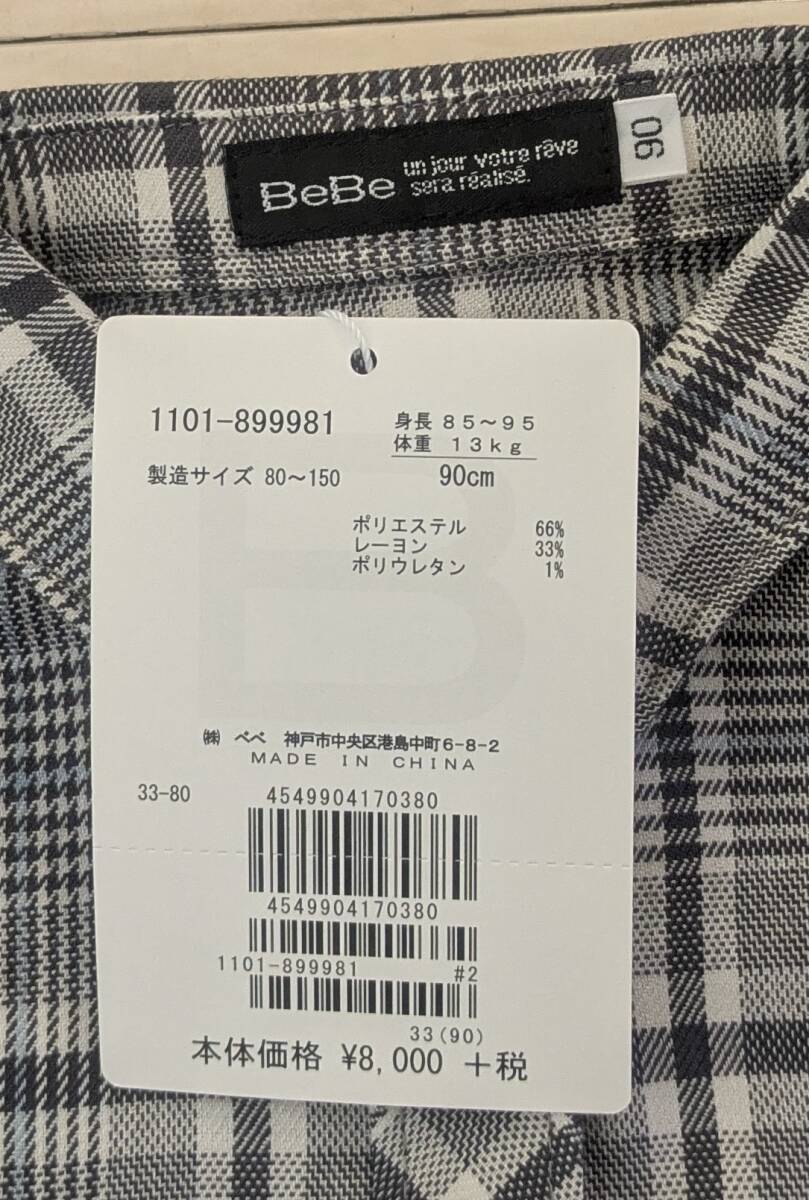 BeBe un jour votre rêve
sera réalisé.
90
1101-899981
身長 85～95
体重 13kg
製造サイズ 80～150
90cm
ポリエステル 66%
レーヨン 33%
ポリウレタン 1%
㈱ べべ 神戸市中央区港島中町6-8-2
MADE IN CHINA
33-80
4549904170380
4549904170380
1101-899981 #2
33(90)
本体価格 ¥8,000 +税